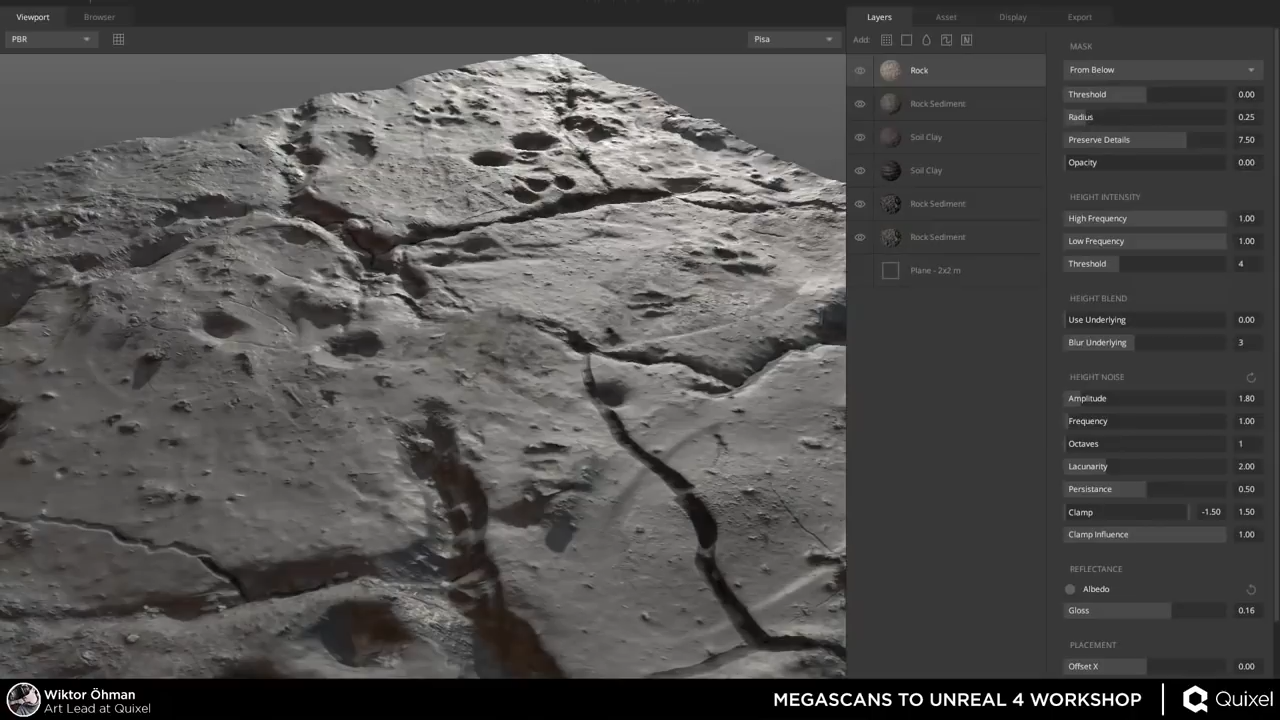 Viewport Browser
Layers Asset Display Export
PBR
Pisa
Add:
Rock
Rock Sediment
Soil Clay
Soil Clay
Rock Sediment
Rock Sediment
Plane - 2x2 m
MASK
From Below
Threshold 0.00
Radius 0.25
Preserve Details 7.50
Opacity 0.00
HEIGHT INTENSITY
High Frequency 1.00
Low Frequency 1.00
Threshold 4
HEIGHT BLEND
Use Underlying 0.00
Blur Underlying 3
HEIGHT NOISE
Amplitude 1.80
Frequency 1.00
Octaves 1
Lacunarity 2.00
Persistance 0.50
Clamp -1.50 1.50
Clamp Influence 1.00
REFLECTANCE
Albedo
Gloss 0.16
PLACEMENT
Offset X 0.00
Wiktor Öhman
Art Lead at Quixel
MEGASCANS TO UNREAL 4 WORKSHOP
Quixel